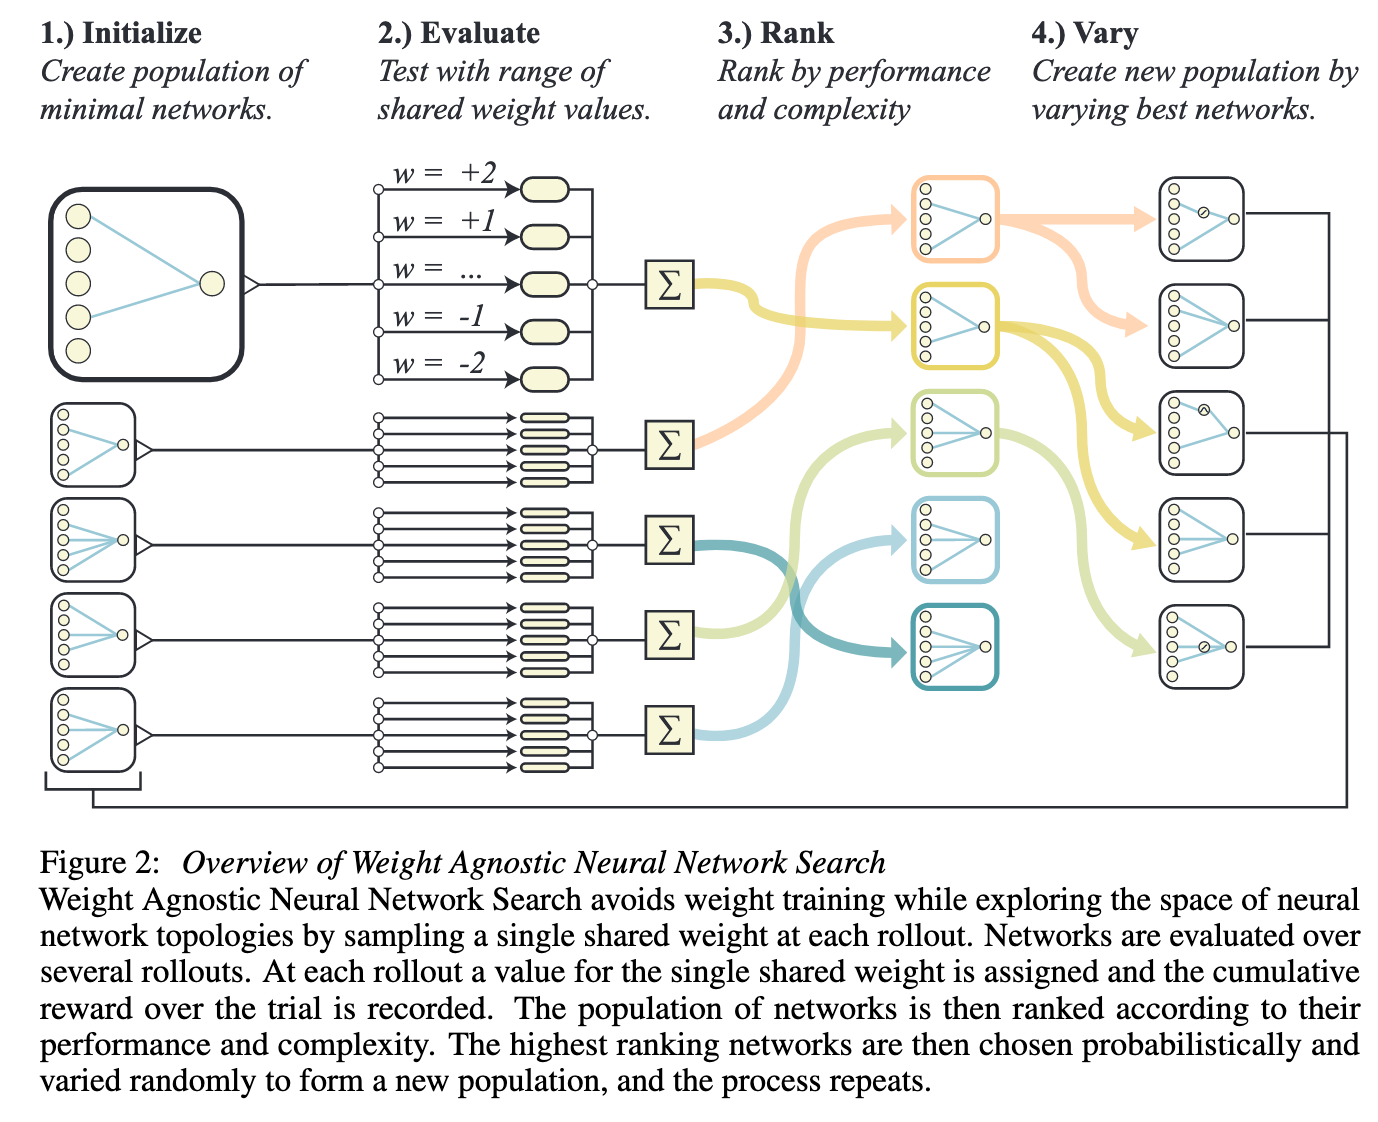 1.) Initialize
Create population of
minimal networks.
2.) Evaluate
Test with range of
shared weight values.
3.) Rank
Rank by performance
and complexity
4.) Vary
Create new population by
varying best networks.
w = +2
w = +1
w = ...
w = -1
w = -2
Σ
Σ
Σ
Σ
Σ
Figure 2: Overview of Weight Agnostic Neural Network Search
Weight Agnostic Neural Network Search avoids weight training while exploring the space of neural
network topologies by sampling a single shared weight at each rollout. Networks are evaluated over
several rollouts. At each rollout a value for the single shared weight is assigned and the cumulative
reward over the trial is recorded. The population of networks is then ranked according to their
performance and complexity. The highest ranking networks are then chosen probabilistically and
varied randomly to form a new population, and the process repeats.